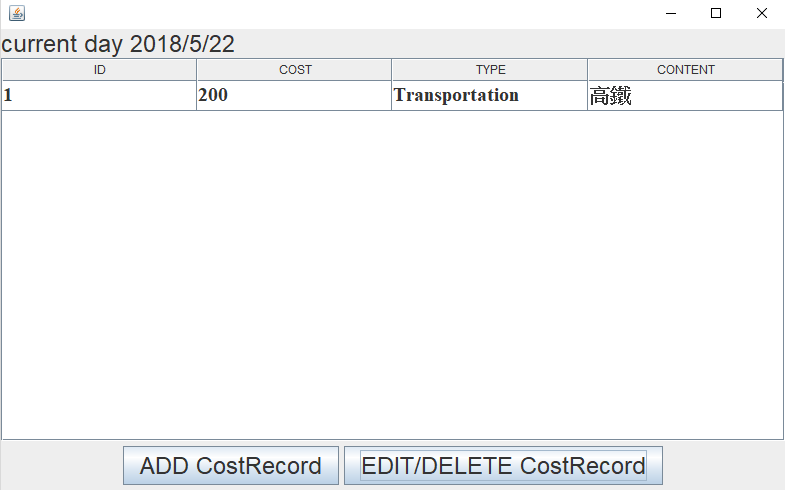 current day 2018/5/22
ID COST TYPE CONTENT
1 200 Transportation 高鐵
ADD CostRecord EDIT/DELETE CostRecord